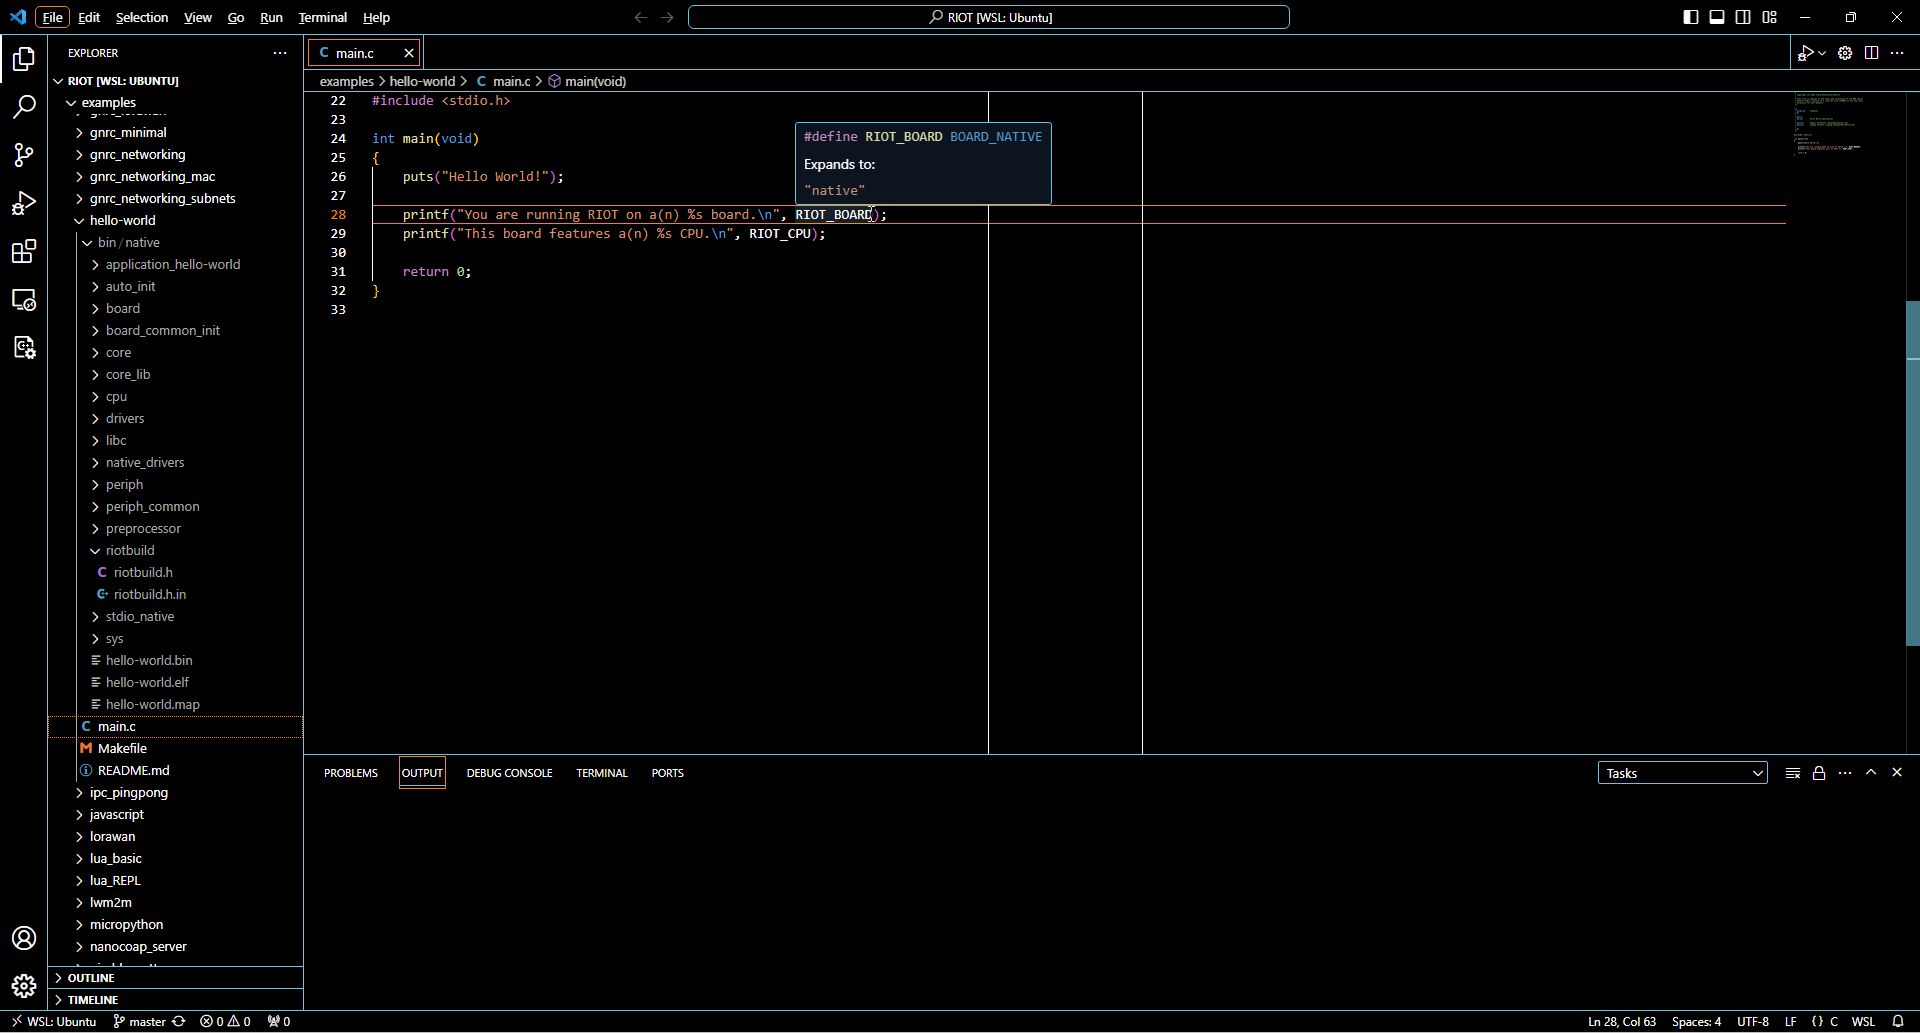 File Edit Selection View Go Run Terminal Help
RIOT [WSL: Ubuntu]
EXPLORER
RIOT [WSL: UBUNTU]
examples
gnrc_minimal
gnrc_networking
gnrc_networking_mac
gnrc_networking_subnets
hello-world
bin / native
application_hello-world
auto_init
board
board_common_init
core
core_lib
cpu
drivers
libc
native_drivers
periph
periph_common
preprocessor
riotbuild
C riotbuild.h
riotbuild.h.in
stdio_native
sys
hello-world.bin
hello-world.elf
hello-world.map
C main.c
M Makefile
README.md
ipc_pingpong
javascript
lorawan
lua_basic
lua_REPL
lwm2m
micropython
nanocoap_server
OUTLINE
TIMELINE
C main.c
examples > hello-world > C main.c > main(void)
22 #include <stdio.h>
23
24 int main(void)
25 {
26 puts("Hello World!");
27
28 printf("You are running RIOT on a(n) %s board.\n", RIOT_BOARD);
29 printf("This board features a(n) %s CPU.\n", RIOT_CPU);
30
31 return 0;
32 }
33
#define RIOT_BOARD BOARD_NATIVE
Expands to:
"native"
PROBLEMS OUTPUT DEBUG CONSOLE TERMINAL PORTS
Tasks
WSL: Ubuntu master 0 0 0
Ln 28, Col 63 Spaces: 4 UTF-8 LF {} C WSL